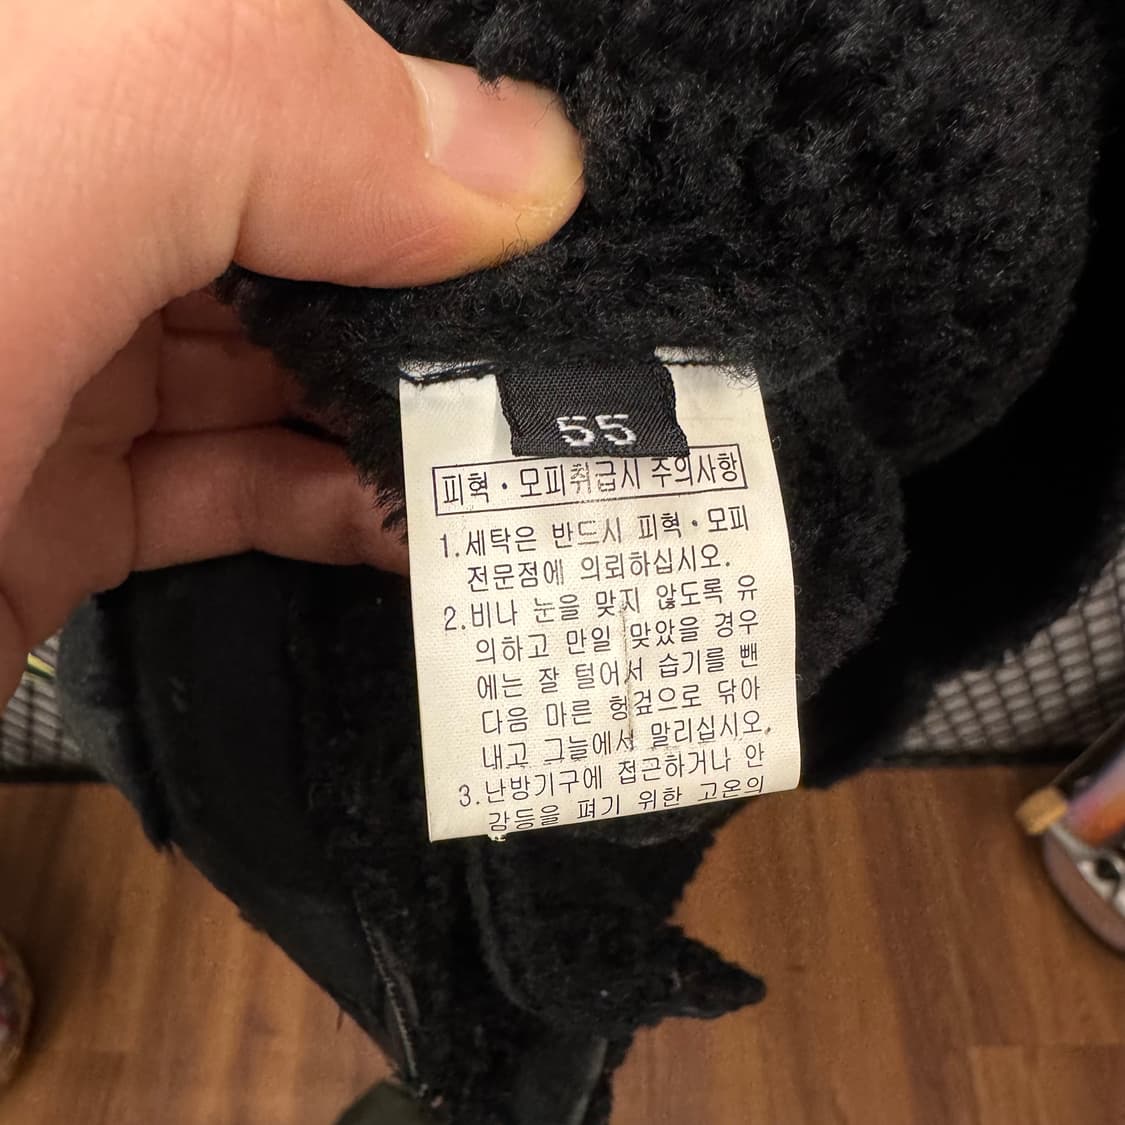 55
피혁·모피취급시 주의사항
1.세탁은 반드시 피혁·모피
전문점에 의뢰하십시오.
2.비나 눈을 맞지 않도록 유
의하고 만일 맞았을 경우
에는 잘 털어서 습기를 뺀
다음 마른 헝겊으로 닦아
내고 그늘에서 말리십시오.
3.난방기구에 접근하거나 안
감등을 펴기 위한 고온의